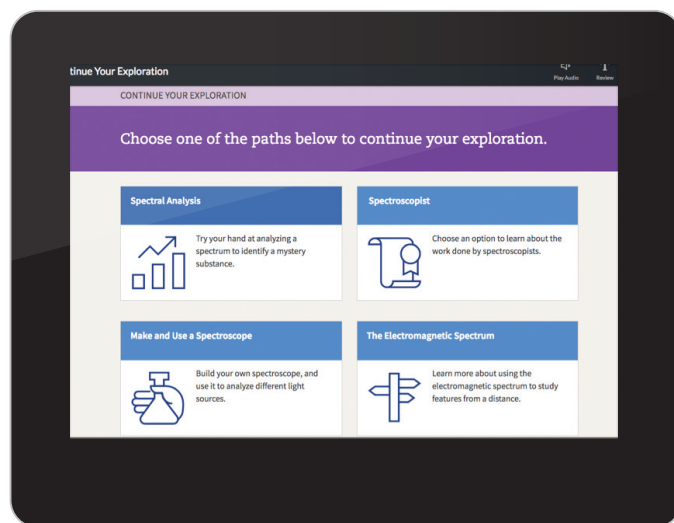 tinue Your Exploration
Play Audio
Review
CONTINUE YOUR EXPLORATION
Choose one of the paths below to continue your exploration.
Spectral Analysis
Try your hand at analyzing a
spectrum to identify a mystery
substance.
Spectroscopist
Choose an option to learn about the
work done by spectroscopists.
Make and Use a Spectroscope
Build your own spectroscope, and
use it to analyze different light
sources.
The Electromagnetic Spectrum
Learn more about using the
electromagnetic spectrum to study
features from a distance.